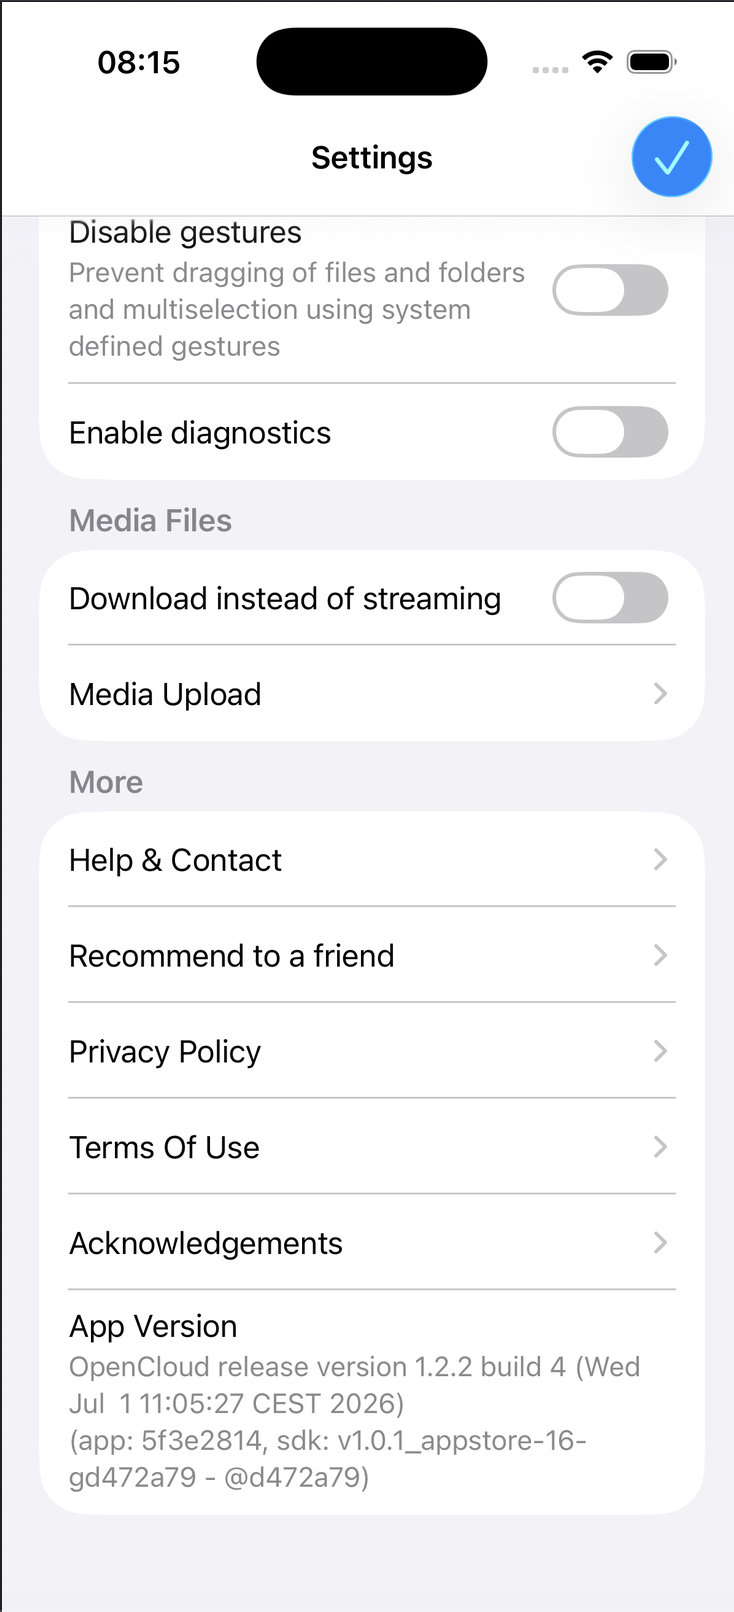 08:15
Settings
Disable gestures
Prevent dragging of files and folders
and multiselection using system
defined gestures
Enable diagnostics
Media Files
Download instead of streaming
Media Upload
More
Help & Contact
Recommend to a friend
Privacy Policy
Terms Of Use
Acknowledgements
App Version
OpenCloud release version 1.2.2 build 4 (Wed
Jul  1 11:05:27 CEST 2026)
(app: 5f3e2814, sdk: v1.0.1_appstore-16-
gd472a79 - @d472a79)